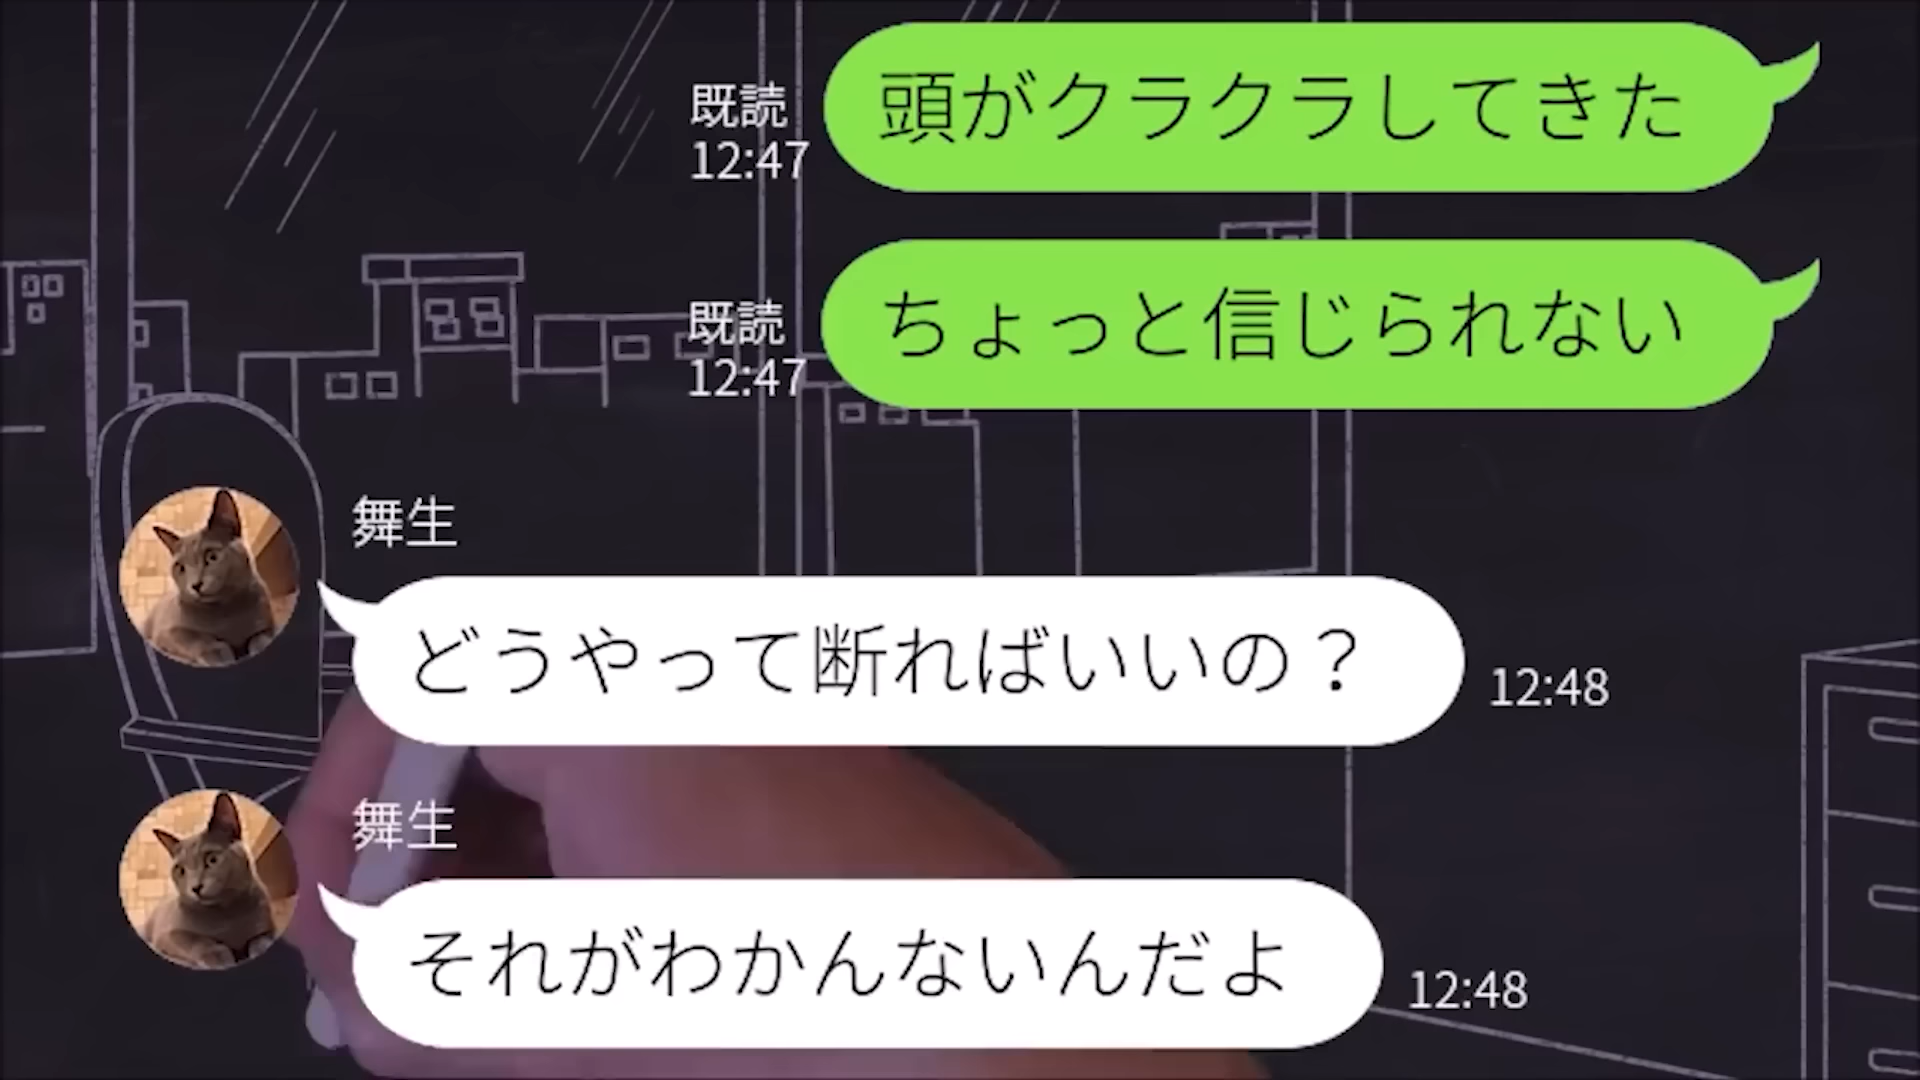 頭がクラクラしてきた
既読
12:47
ちょっと信じられない
既読
12:47
舞生
どうやって断ればいいの？
12:48
舞生
それがわかんないんだよ
12:48